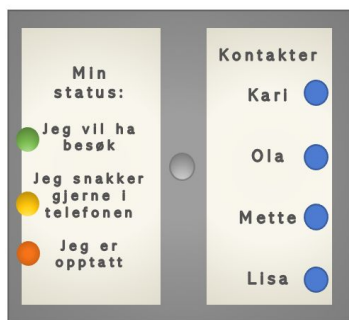 Min
status:
Jeg vil ha
besøk
Jeg snakker
gjerne i
telefonen
Jeg er
opptatt
Kontakter
Kari
Ola
Mette
Lisa